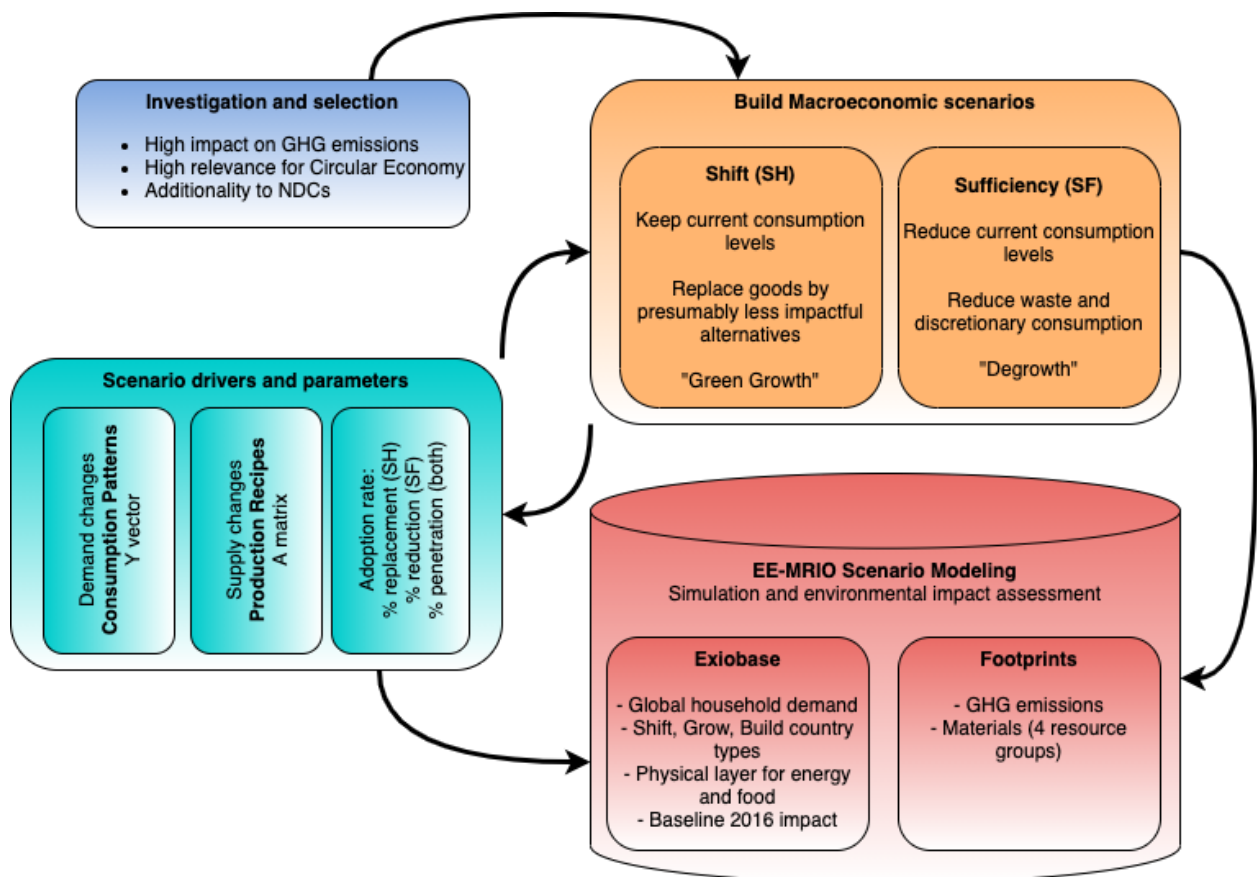 Investigation and selection
• High impact on GHG emissions
• High relevance for Circular Economy
• Additionality to NDCs
Build Macroeconomic scenarios
Shift (SH)
Keep current consumption
levels
Replace goods by
presumably less impactful
alternatives
"Green Growth"
Sufficiency (SF)
Reduce current consumption
levels
Reduce waste and
discretionary consumption
"Degrowth"
Scenario drivers and parameters
Demand changes
Consumption Patterns
Y vector
Supply changes
Production Recipes
A matrix
Adoption rate:
% replacement (SH)
% reduction (SF)
% penetration (both)
EE-MRIO Scenario Modeling
Simulation and environmental impact assessment
Exiobase
- Global household demand
- Shift, Grow, Build country
types
- Physical layer for energy
and food
- Baseline 2016 impact
Footprints
- GHG emissions
- Materials (4 resource
groups)